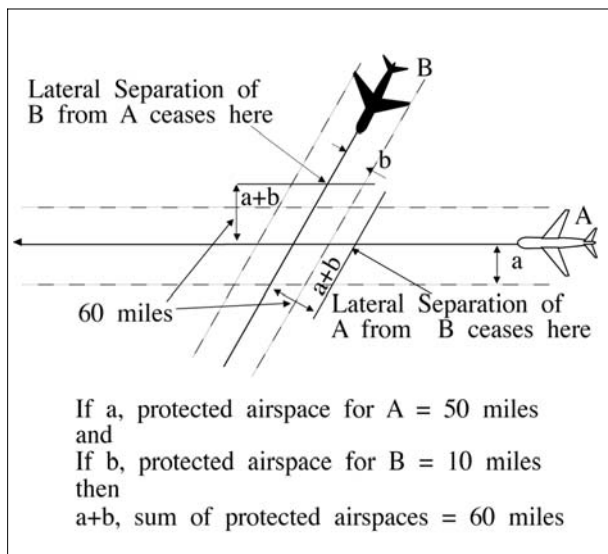 B
Lateral Separation of
B from A ceases here
b
a+b
A
a
a+b
60 miles
Lateral Separation of
A from B ceases here
If a, protected airspace for A = 50 miles
and
If b, protected airspace for B = 10 miles
then
a+b, sum of protected airspaces = 60 miles